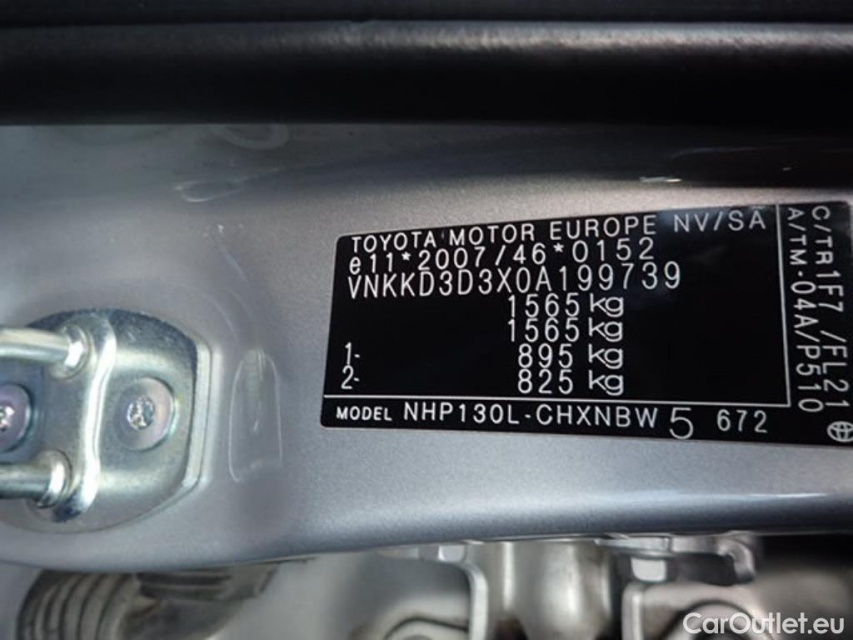 TOYOTA MOTOR EUROPE NV/SA
e11*2007/46*0152
VNKKD3D3X0A199739
1565 kg
1565 kg
1- 895 kg
2- 825 kg
MODEL NHP130L-CHXNBW 5 672
C/TR1F7 /FL21
A/TM-04A/P510
CarOutlet.eu